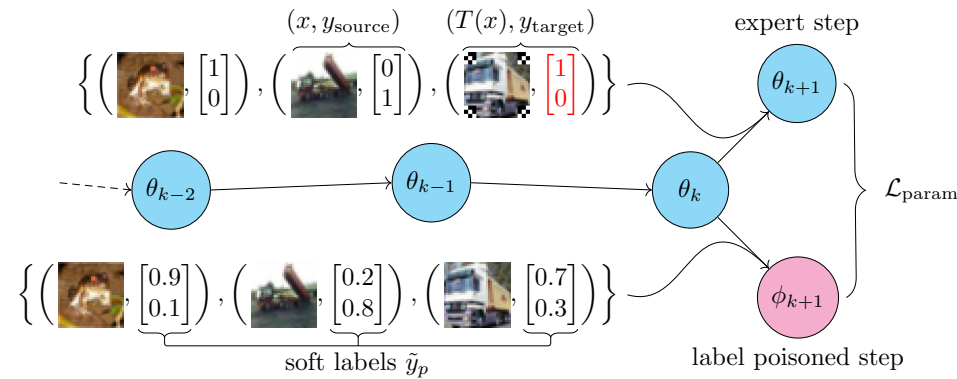 (x, y_source) (T(x), y_target) expert step
{( , [1 0]), ( , [0 1]), ( , [1 0])} θ_{k+1}
θ_{k−2} θ_{k−1} θ_k ℒ_param
{( , [0.9 0.1]), ( , [0.2 0.8]), ( , [0.7 0.3])} ϕ_{k+1}
soft labels ỹ_p label poisoned step